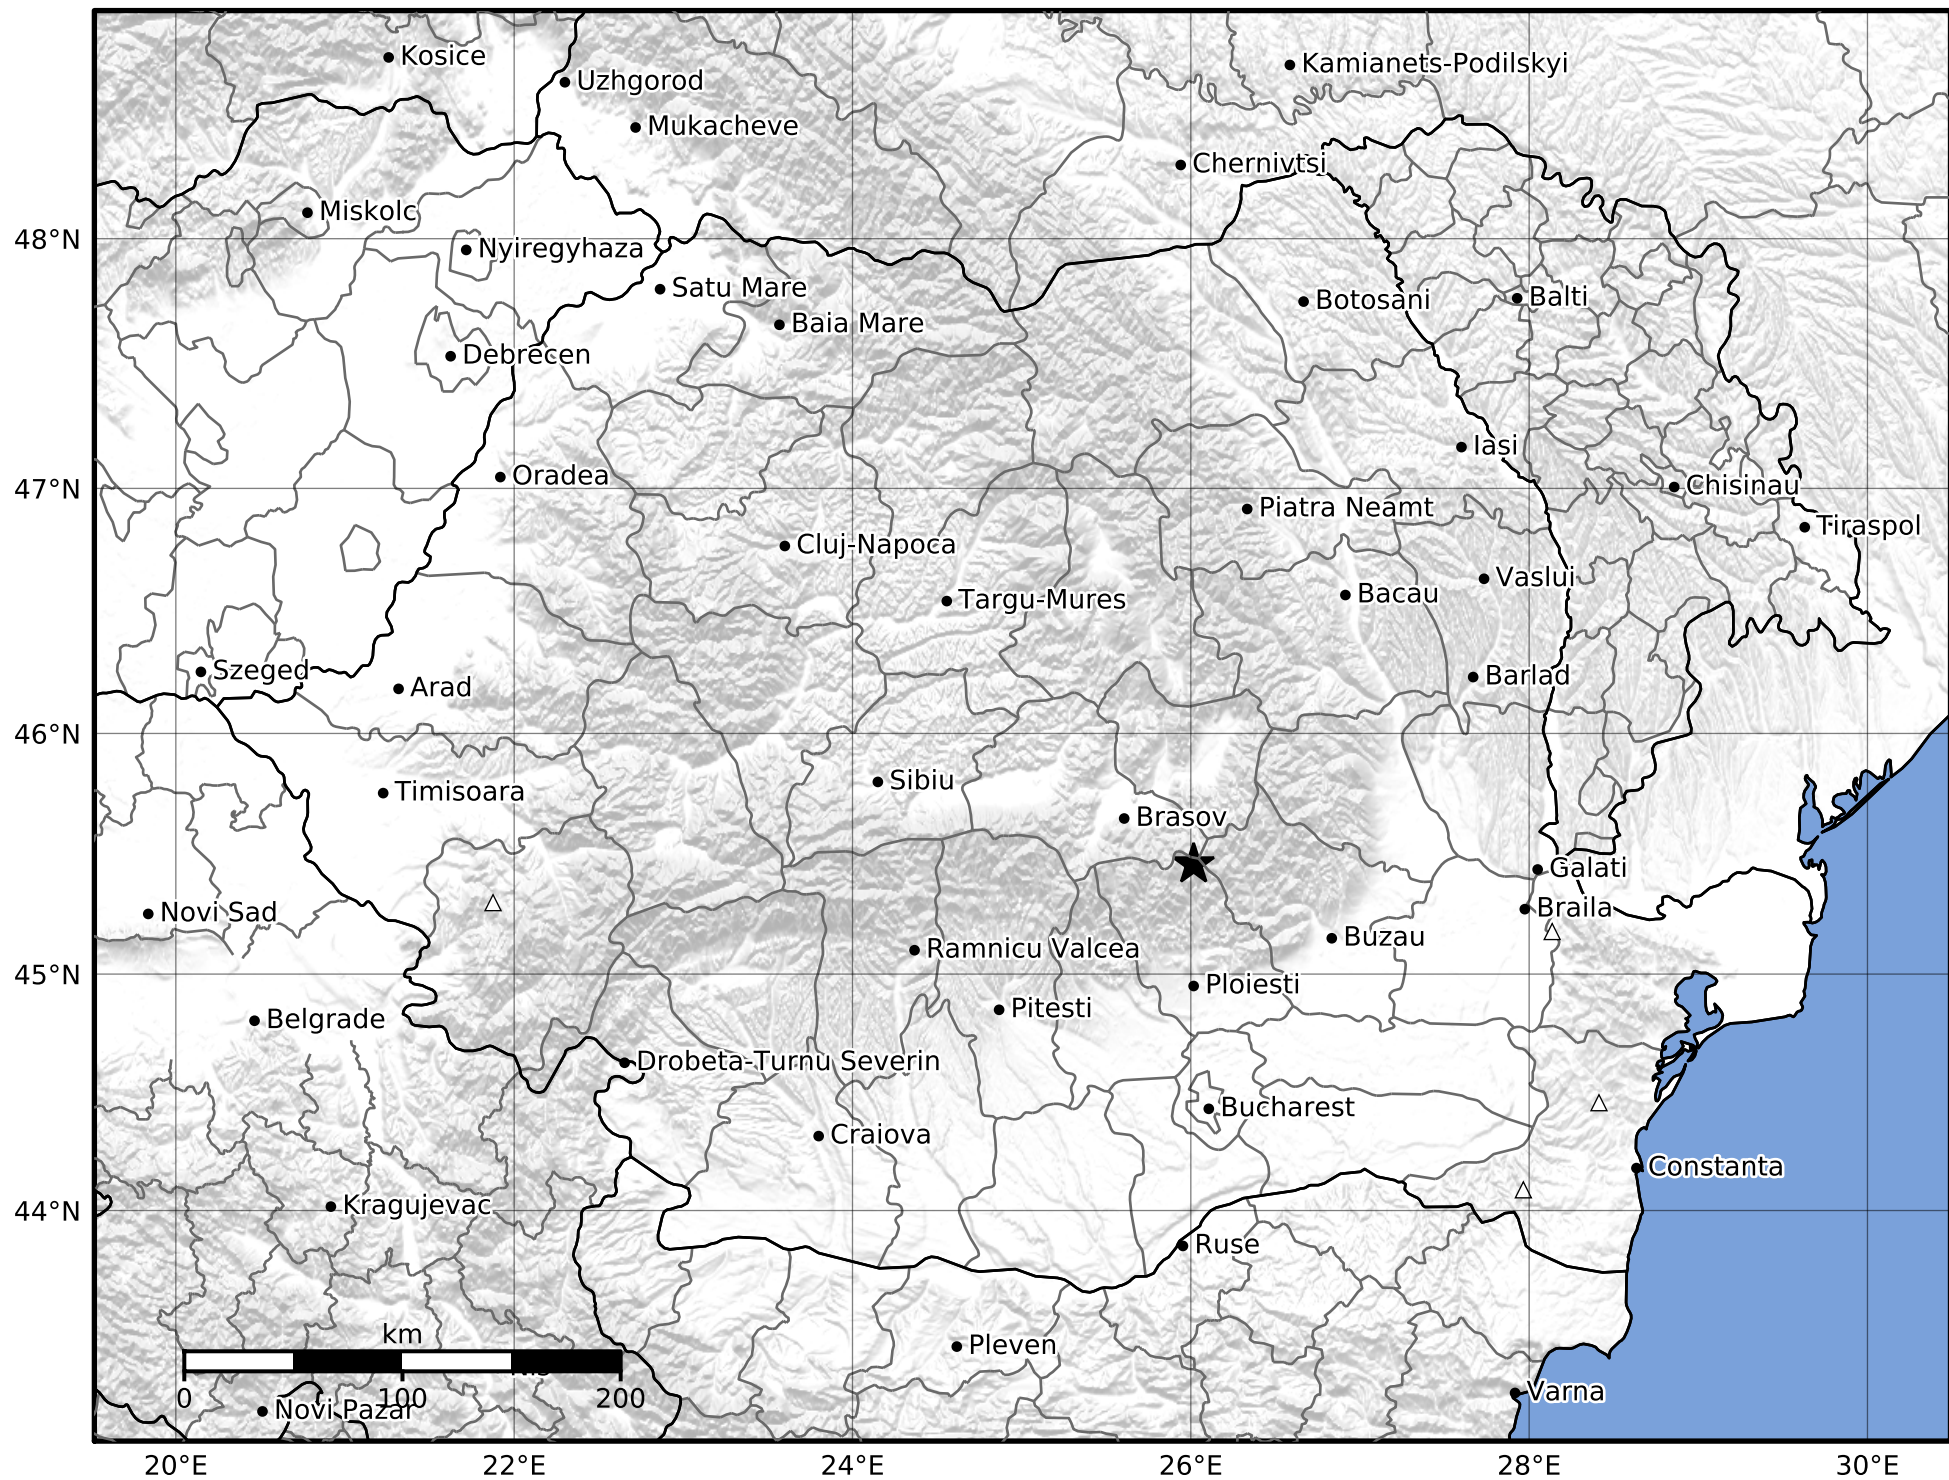 Kosice
Uzhgorod
Kamianets-Podilskyi
Mukacheve
Chernivtsi
Miskolc
48°N
Nyiregyhaza
Satu Mare
Botosani
Balti
Baia Mare
Debrecen
Iasi
47°N
Oradea
Chisinau
Piatra Neamt
Tiraspol
Cluj-Napoca
Vaslui
Bacau
Targu-Mures
Szeged
Arad
Barlad
46°N
Timisoara
Sibiu
Brasov
Galati
Novi Sad
Braila
Buzau
Ramnicu Valcea
45°N
Ploiesti
Pitesti
Belgrade
Drobeta-Turnu Severin
Bucharest
Craiova
Constanta
Kragujevac
44°N
Ruse
km
Pleven
0 100 200
Varna
Novi Pazar
20°E 22°E 24°E 26°E 28°E 30°E